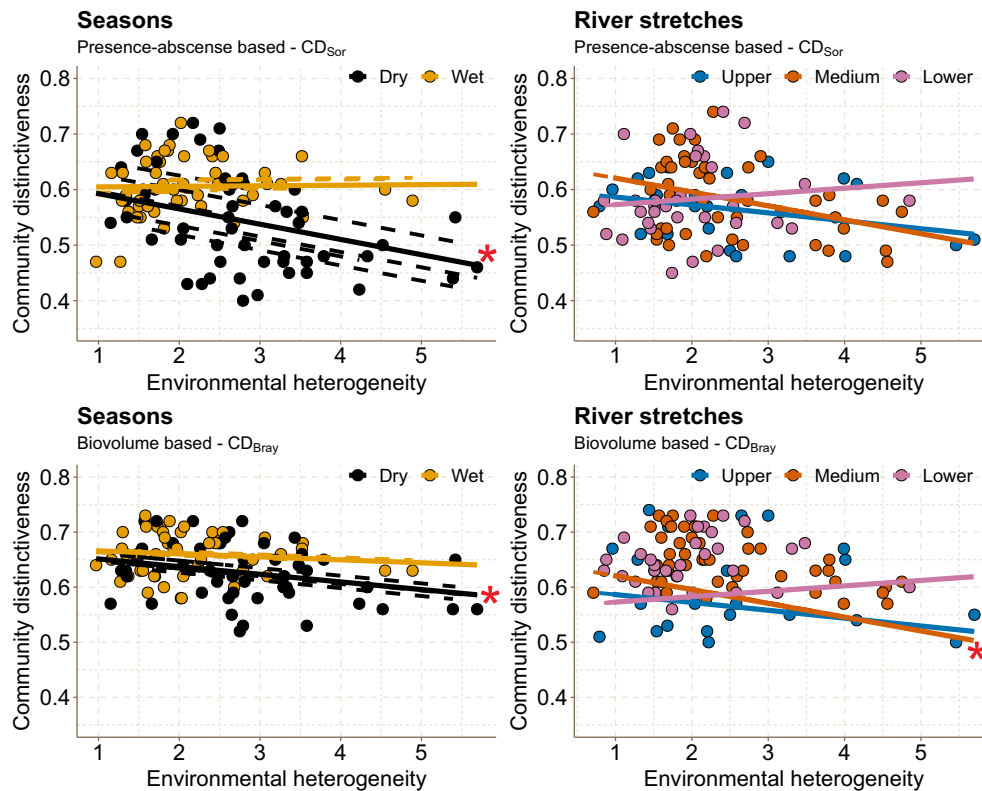 Seasons
Presence-abscense based - CDSor
Dry Wet
Community distinctiveness
0.8
0.7
0.6
0.5
0.4
1 2 3 4 5
Environmental heterogeneity
*
River stretches
Presence-abscense based - CDSor
Upper Medium Lower
Community distinctiveness
0.8
0.7
0.6
0.5
0.4
1 2 3 4 5
Environmental heterogeneity
Seasons
Biovolume based - CDBray
Dry Wet
Community distinctiveness
0.8
0.7
0.6
0.5
0.4
1 2 3 4 5
Environmental heterogeneity
*
River stretches
Biovolume based - CDBray
Upper Medium Lower
Community distinctiveness
0.8
0.7
0.6
0.5
0.4
1 2 3 4 5
Environmental heterogeneity
*